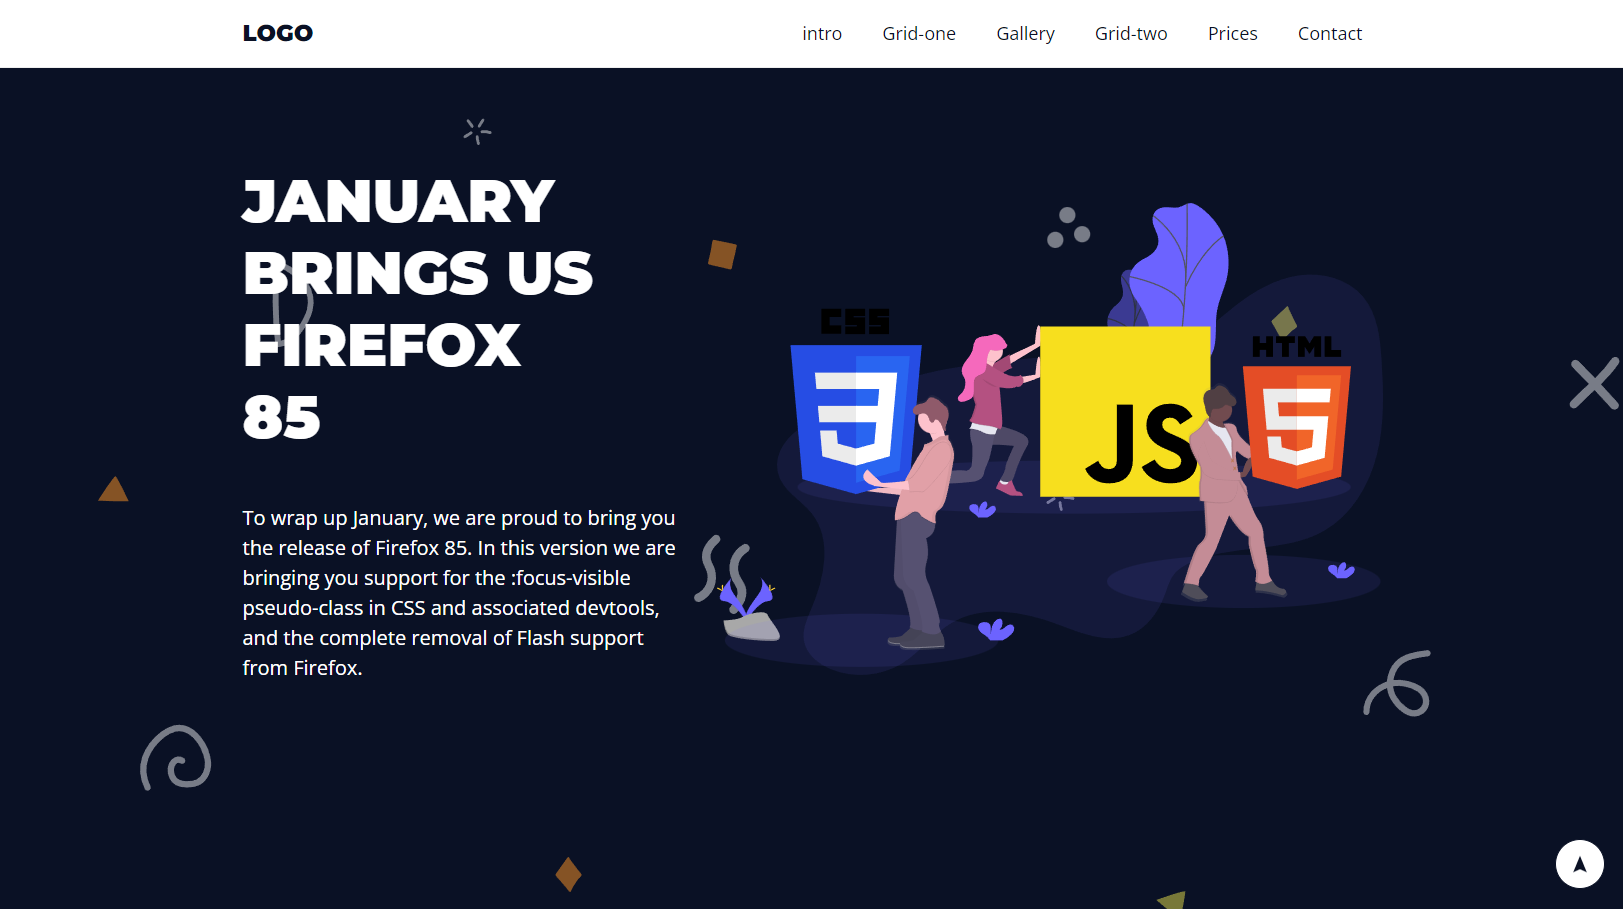 LOGO
intro Grid-one Gallery Grid-two Prices Contact
JANUARY
BRINGS US
FIREFOX
85
To wrap up January, we are proud to bring you
the release of Firefox 85. In this version we are
bringing you support for the :focus-visible
pseudo-class in CSS and associated devtools,
and the complete removal of Flash support
from Firefox.
CSS
3
JS
HTML
5